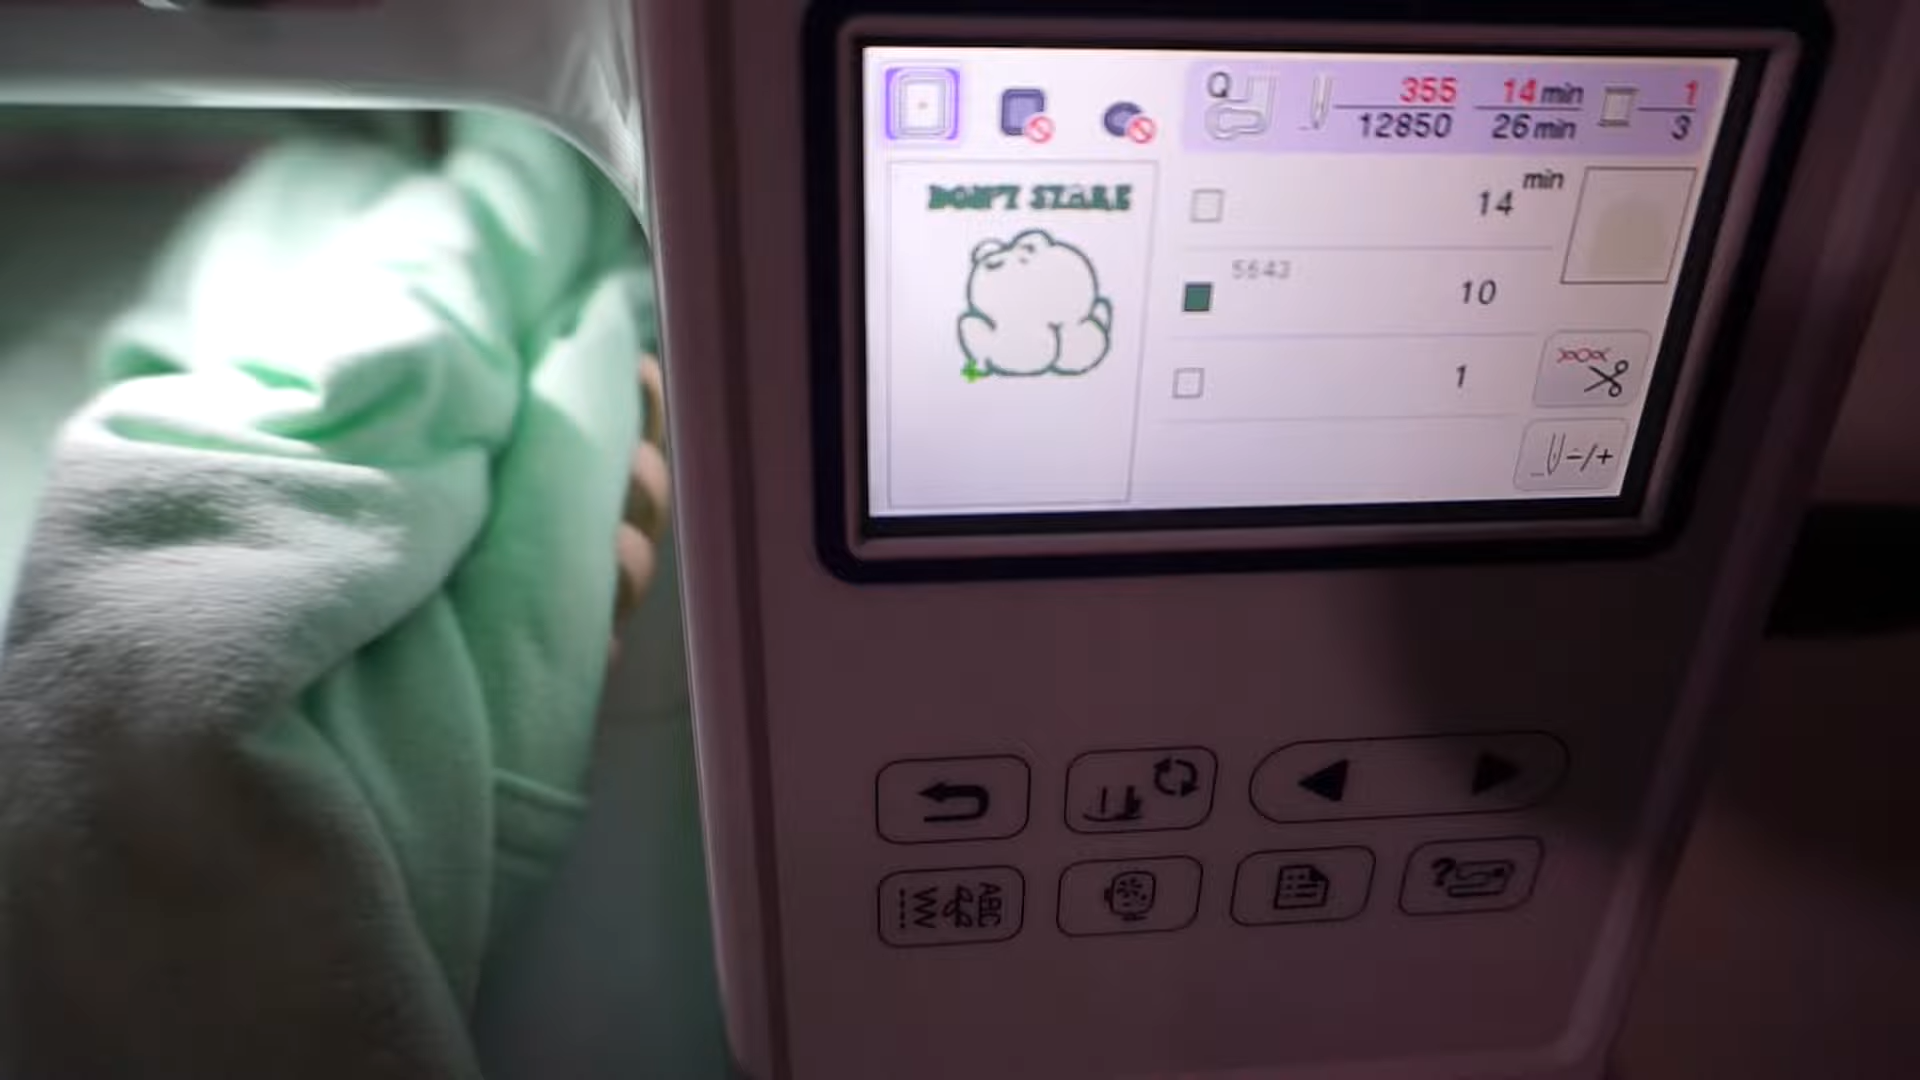 Q 355 14 min 1
12850 26 min 3
DON'T STARE
min
14
5643
10
1
-/+
ABC
?